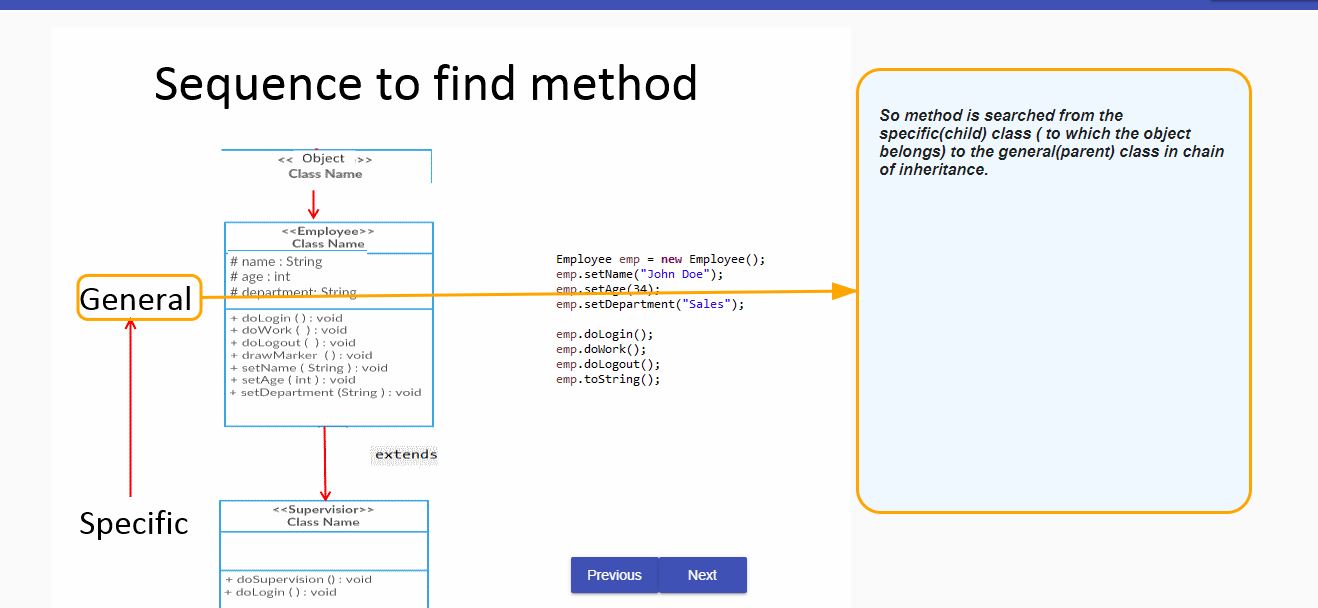 Sequence to find method
So method is searched from the
specific(child) class ( to which the object
belongs) to the general(parent) class in chain
of inheritance.
<< Object >>
Class Name
<<Employee>>
Class Name
# name : String
# age : int
# department: String
General
+ doLogin ( ) : void
+ doWork ( ) : void
+ doLogout ( ) : void
+ drawMarker ( ) : void
+ setName ( String ) : void
+ setAge ( int ) : void
+ setDepartment (String ) : void
Employee emp = new Employee();
emp.setName("John Doe");
emp.setAge(34);
emp.setDepartment("Sales");
emp.doLogin();
emp.doWork();
emp.doLogout();
emp.toString();
extends
Specific
<<Supervisior>>
Class Name
+ doSupervision () : void
+ doLogin ( ) : void
Previous
Next